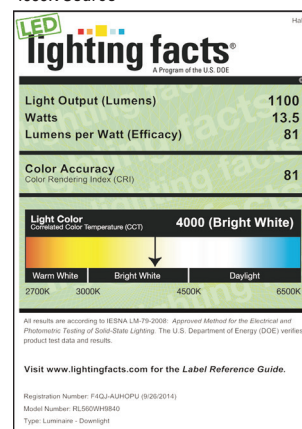 LED
lighting facts®
A Program of the U.S. DOE
Light Output (Lumens) 1100
Watts 13.5
Lumens per Watt (Efficacy) 81
Color Accuracy
Color Rendering Index (CRI) 81
Light Color
Correlated Color Temperature (CCT) 4000 (Bright White)
Warm White Bright White Daylight
2700K 3000K 4500K 6500K
All results are according to IESNA LM-79-2008: Approved Method for the Electrical and
Photometric Testing of Solid-State Lighting. The U.S. Department of Energy (DOE) verifies
product test data and results.
Visit www.lightingfacts.com for the Label Reference Guide.
Registration Number: F4QJ-AUHOPU (9/26/2014)
Model Number: RL560WH9840
Type: Luminaire - Downlight